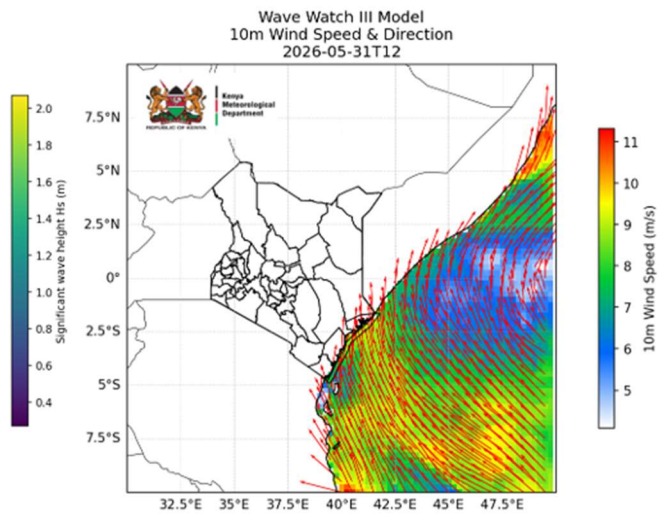 Wave Watch III Model
10m Wind Speed & Direction
2026-05-31T12
Kenya
Meteorological
Department
REPUBLIC OF KENYA
2.0
1.8
1.6
1.4
1.2
1.0
0.8
0.6
0.4
Significant wave height Hs (m)
7.5°N
5°N
2.5°N
0°
2.5°S
5°S
7.5°S
32.5°E
35°E
37.5°E
40°E
42.5°E
45°E
47.5°E
11
10
9
8
7
6
5
10m Wind Speed (m/s)